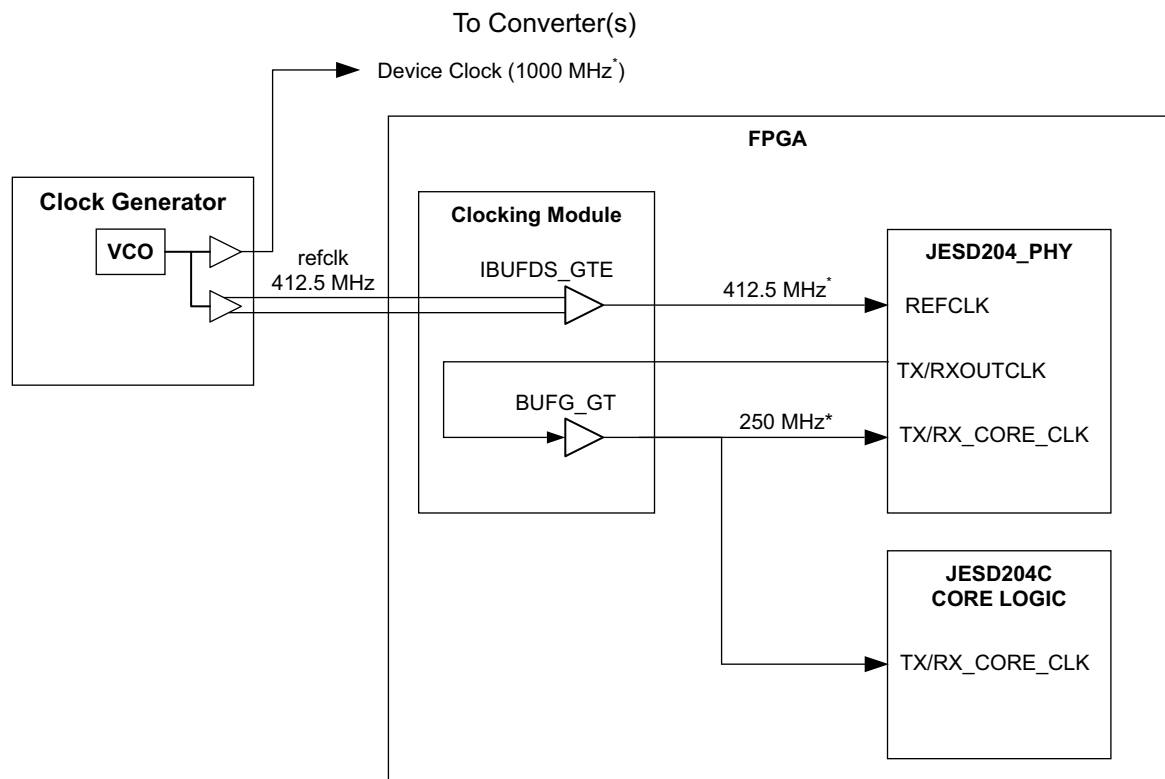 To Converter(s)
Device Clock (1000 MHz*)
FPGA
Clock Generator
VCO
refclk
412.5 MHz
Clocking Module
IBUFDS_GTE
412.5 MHz*
JESD204_PHY
REFCLK
TX/RXOUTCLK
BUFG_GT
250 MHz*
TX/RX_CORE_CLK
JESD204C
CORE LOGIC
TX/RX_CORE_CLK